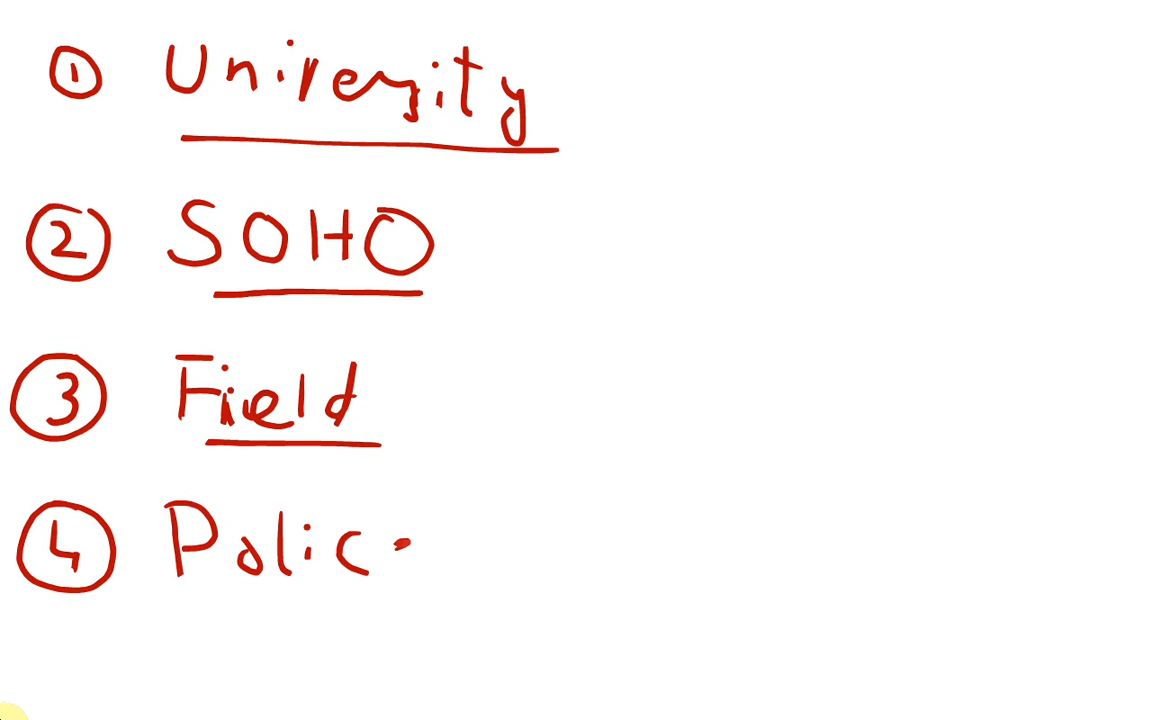 ① University
② SOHO
③ Field
④ Polic